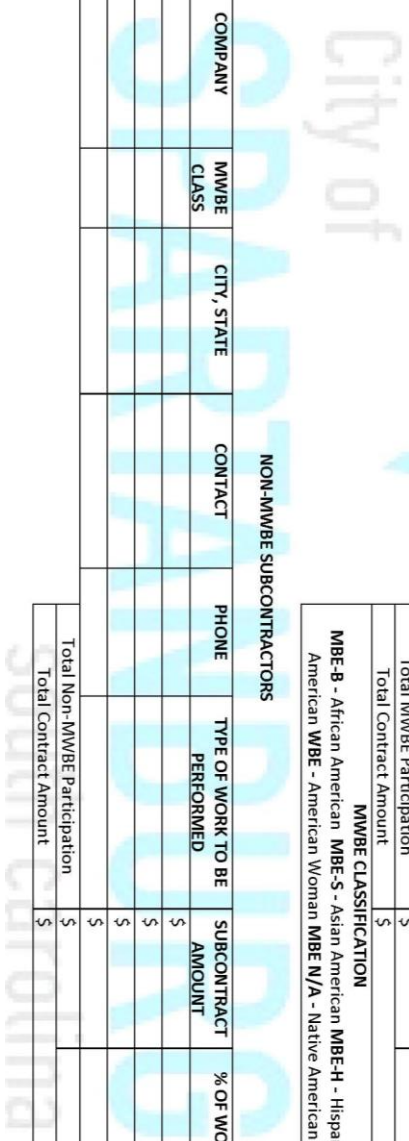 City of
SPARTANBURG
South Carolina
Total MWBE Participation $
Total Contract Amount $
MWBE CLASSIFICATION
MBE-B - African American MBE-S - Asian American MBE-H - Hispa
American WBE - American Woman MBE N/A - Native American
NON-MWBE SUBCONTRACTORS
COMPANY MWBE CLASS CITY, STATE CONTACT PHONE TYPE OF WORK TO BE PERFORMED SUBCONTRACT AMOUNT % OF WO
$
$
$
$
Total Non-MWBE Participation $
Total Contract Amount $